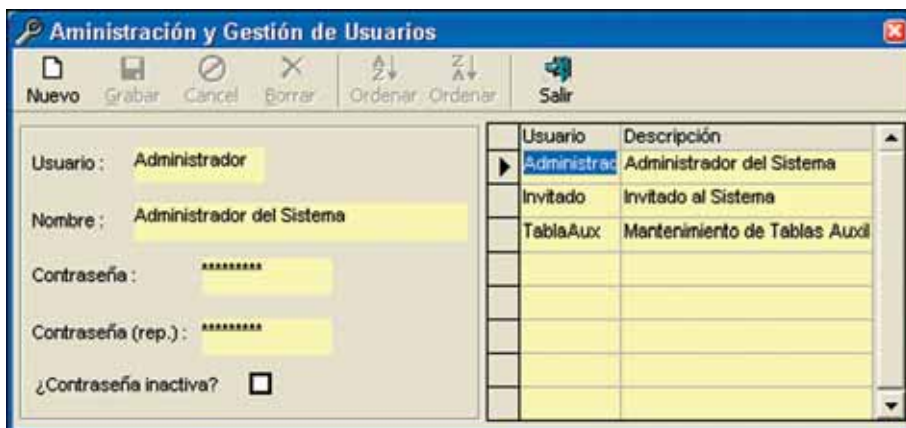 Aministración y Gestión de Usuarios
Nuevo Grabar Cancel Borrar Ordenar Ordenar Salir
Usuario : Administrador
Nombre : Administrador del Sistema
Contraseña : *********
Contraseña (rep.) : *********
¿Contraseña inactiva?
Usuario Descripción
Administrac Administrador del Sistema
Invitado Invitado al Sistema
TablaAux Mantenimiento de Tablas Auxil